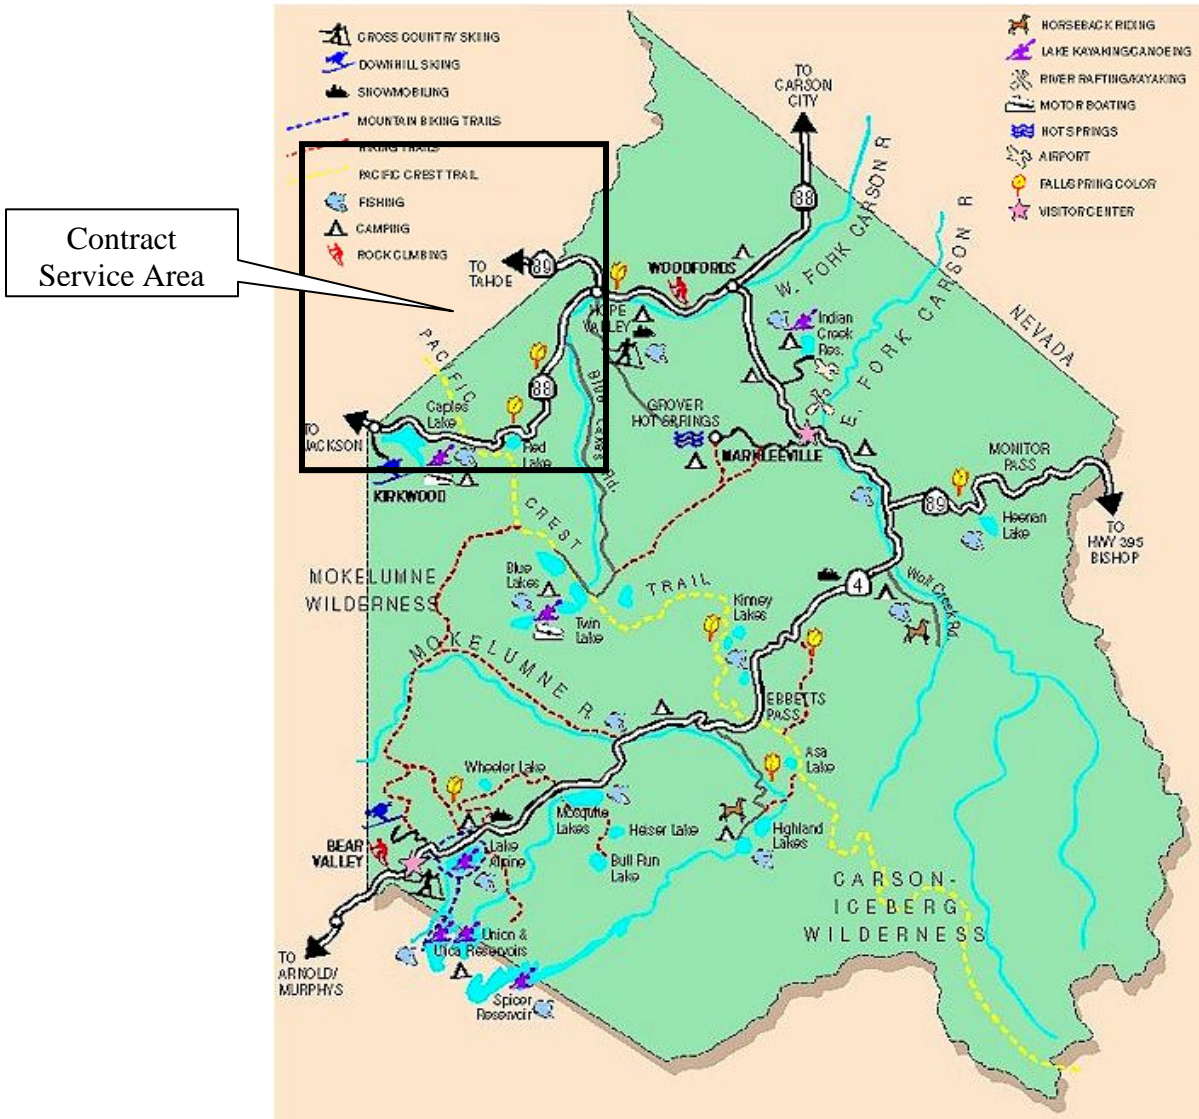 CROSS COUNTRY SKIING
DOWNHILL SKIING
SNOWMOBILING
MOUNTAIN BIKING TRAILS
HIKING TRAILS
PACIFIC CREST TRAIL
FISHING
CAMPING
ROCK CLIMBING
HORSEBACK RIDING
LAKE KAYAKING/CANOEING
RIVER RAFTING/KAYAKING
MOTOR BOATING
HOT SPRINGS
AIRPORT
FALL/SPRING COLOR
VISITOR CENTER
Contract
Service Area
TO
CARSON
CITY
88
TO
TAHOE
89
WOODFORDS
W. FORK CARSON R
E. FORK CARSON R
NEVADA
HOPE
VALLEY
Indian
Creek
Res.
PACIFIC
88
Blue Lakes Rd.
Caples
Lake
Red
Lake
TO
JACKSON
KIRKWOOD
GROVER
HOT SPRINGS
MARKLEEVILLE
MONITOR
PASS
89
Heenan
Lake
TO
HWY 395
BISHOP
CREST
TRAIL
MOKELUMNE
WILDERNESS
Blue
Lakes
Twin
Lake
Kinney
Lakes
4
Wolf Creek Rd.
MOKELUMNE R.
EBBETTS
PASS
Asa
Lake
Wheeler Lake
Mosquito
Lakes
Heiser Lake
Bull Run
Lake
Highland
Lakes
BEAR
VALLEY
Lake
Alpine
Union &
Utica Reservoirs
Spicer
Reservoir
CARSON-
ICEBERG
WILDERNESS
TO
ARNOLD/
MURPHYS